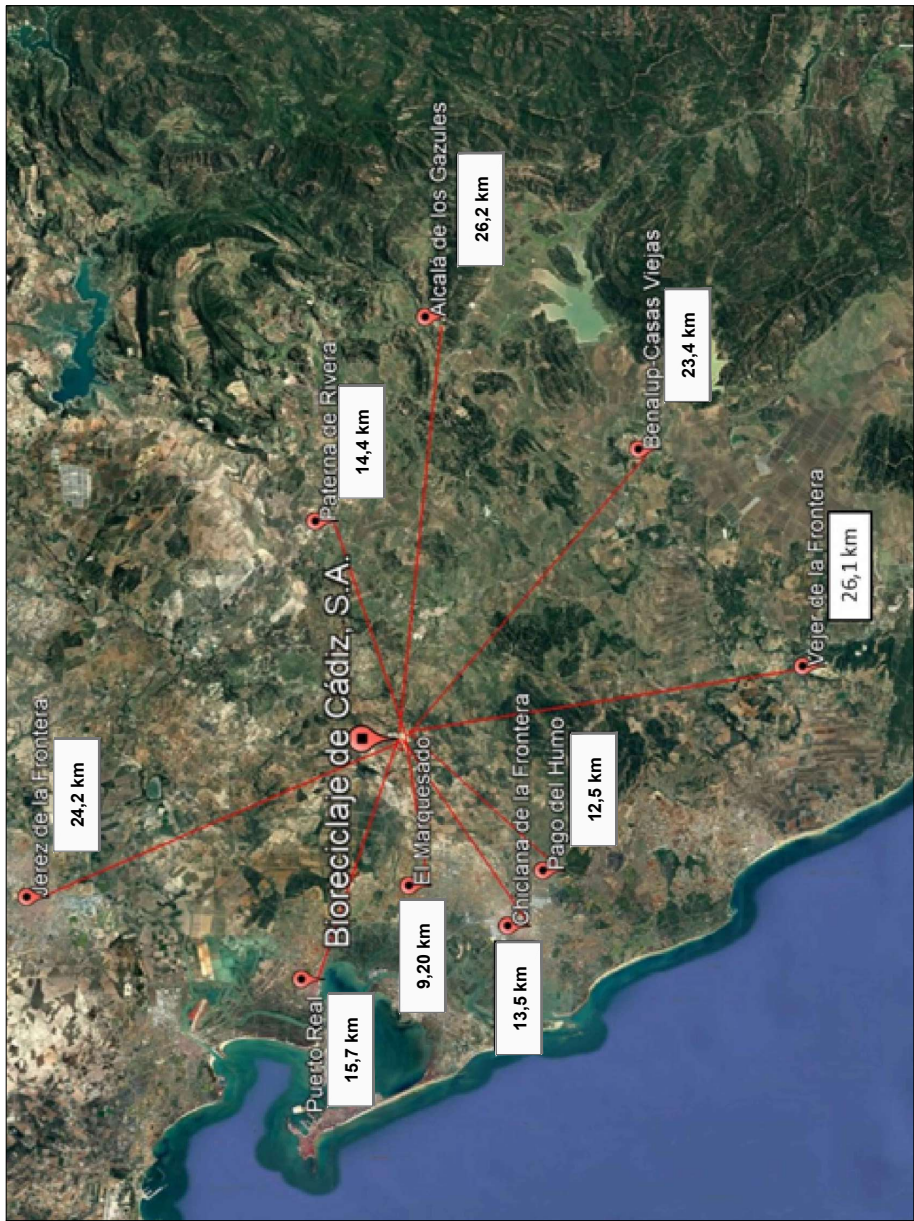 Jerez de la Frontera
24,2 km
Puerto Real
15,7 km
Bioreciclaje de Cádiz, S.A.
Paterna de Rivera
14,4 km
El Marquesado
9,20 km
Alcalá de los Gazules
26,2 km
Chiclana de la Frontera
13,5 km
Pago del Humo
12,5 km
Benalup-Casas Viejas
23,4 km
Vejer de la Frontera
26,1 km